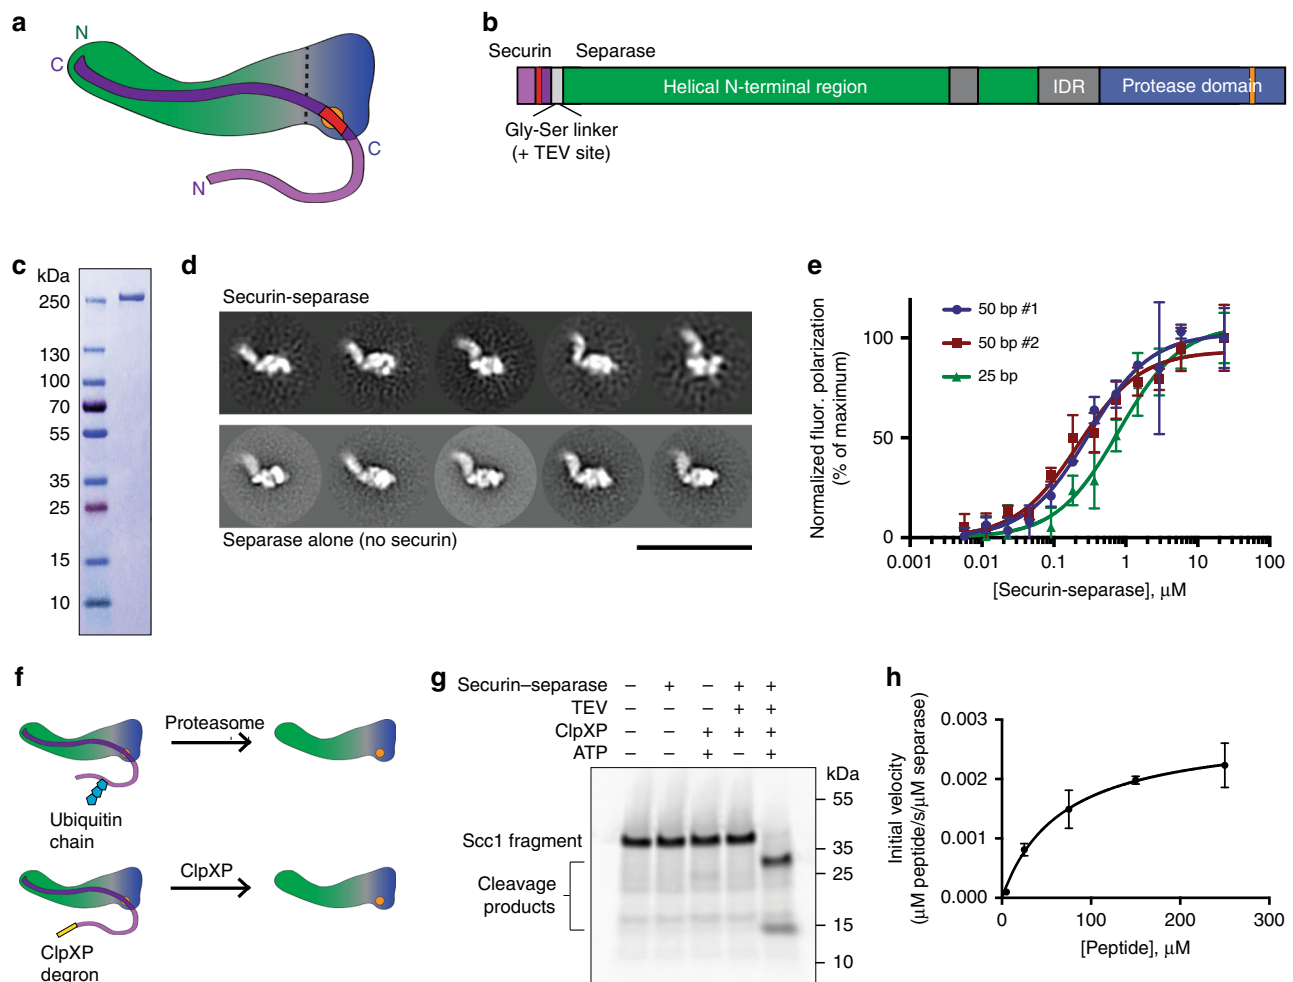 a
N
C
C
N
b
Securin
Separase
Helical N-terminal region
IDR
Protease domain
Gly-Ser linker
(+ TEV site)
c
kDa
250
130
100
70
55
35
25
15
10
d
Securin-separase
Separase alone (no securin)
e
Normalized fluor. polarization
(% of maximum)
100
50
0
50 bp #1
50 bp #2
25 bp
0.001
0.01
0.1
1
10
100
[Securin-separase], μM
f
Proteasome
Ubiquitin
chain
ClpXP
ClpXP
degron
g
Securin–separase – + – + +
TEV – – – + +
ClpXP – – + + +
ATP – – + – +
kDa
55
35
25
15
10
Scc1 fragment
Cleavage
products
h
Initial velocity
(μM peptide/s/μM separase)
0.003
0.002
0.001
0.000
0
100
200
300
[Peptide], μM